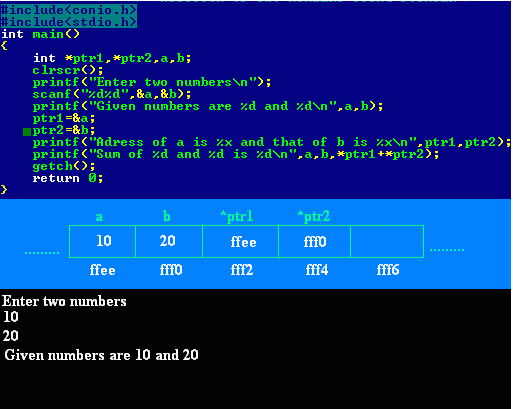 #include<conio.h>
#include<stdio.h>
int main()
{
int *ptr1,*ptr2,a,b;
clrscr();
printf("Enter two numbers\n");
scanf("%d%d",&a,&b);
printf("Given numbers are %d and %d\n",a,b);
ptr1=&a;
ptr2=&b;
printf("Adress of a is %x and that of b is %x\n",ptr1,ptr2);
printf("Sum of %d and %d is %d\n",a,b,*ptr1+*ptr2);
getch();
return 0;
}
a b *ptr1 *ptr2
......... 10 20 ffee fff0 .........
ffee fff0 fff2 fff4 fff6
Enter two numbers
10
20
Given numbers are 10 and 20